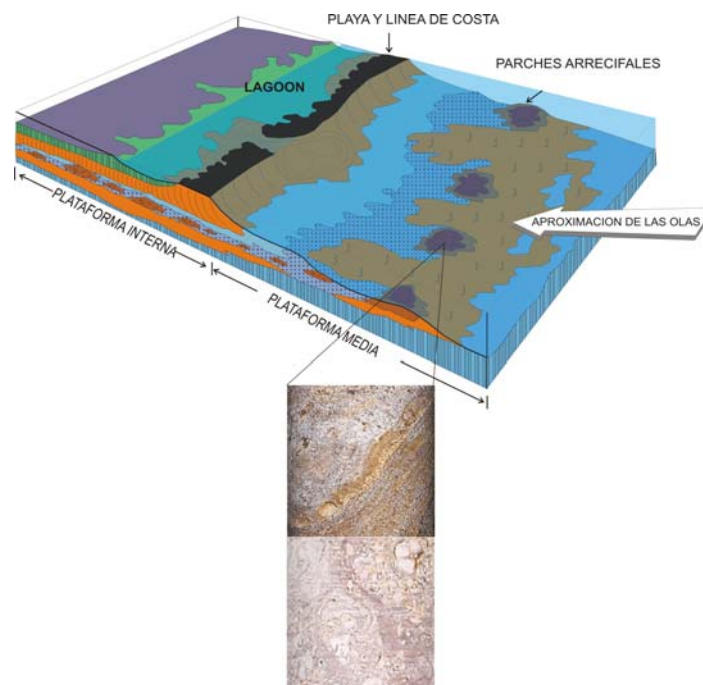 PLAYA Y LINEA DE COSTA
PARCHES ARRECIFALES
LAGOON
APROXIMACION DE LAS OLAS
PLATAFORMA INTERNA
PLATAFORMA MEDIA